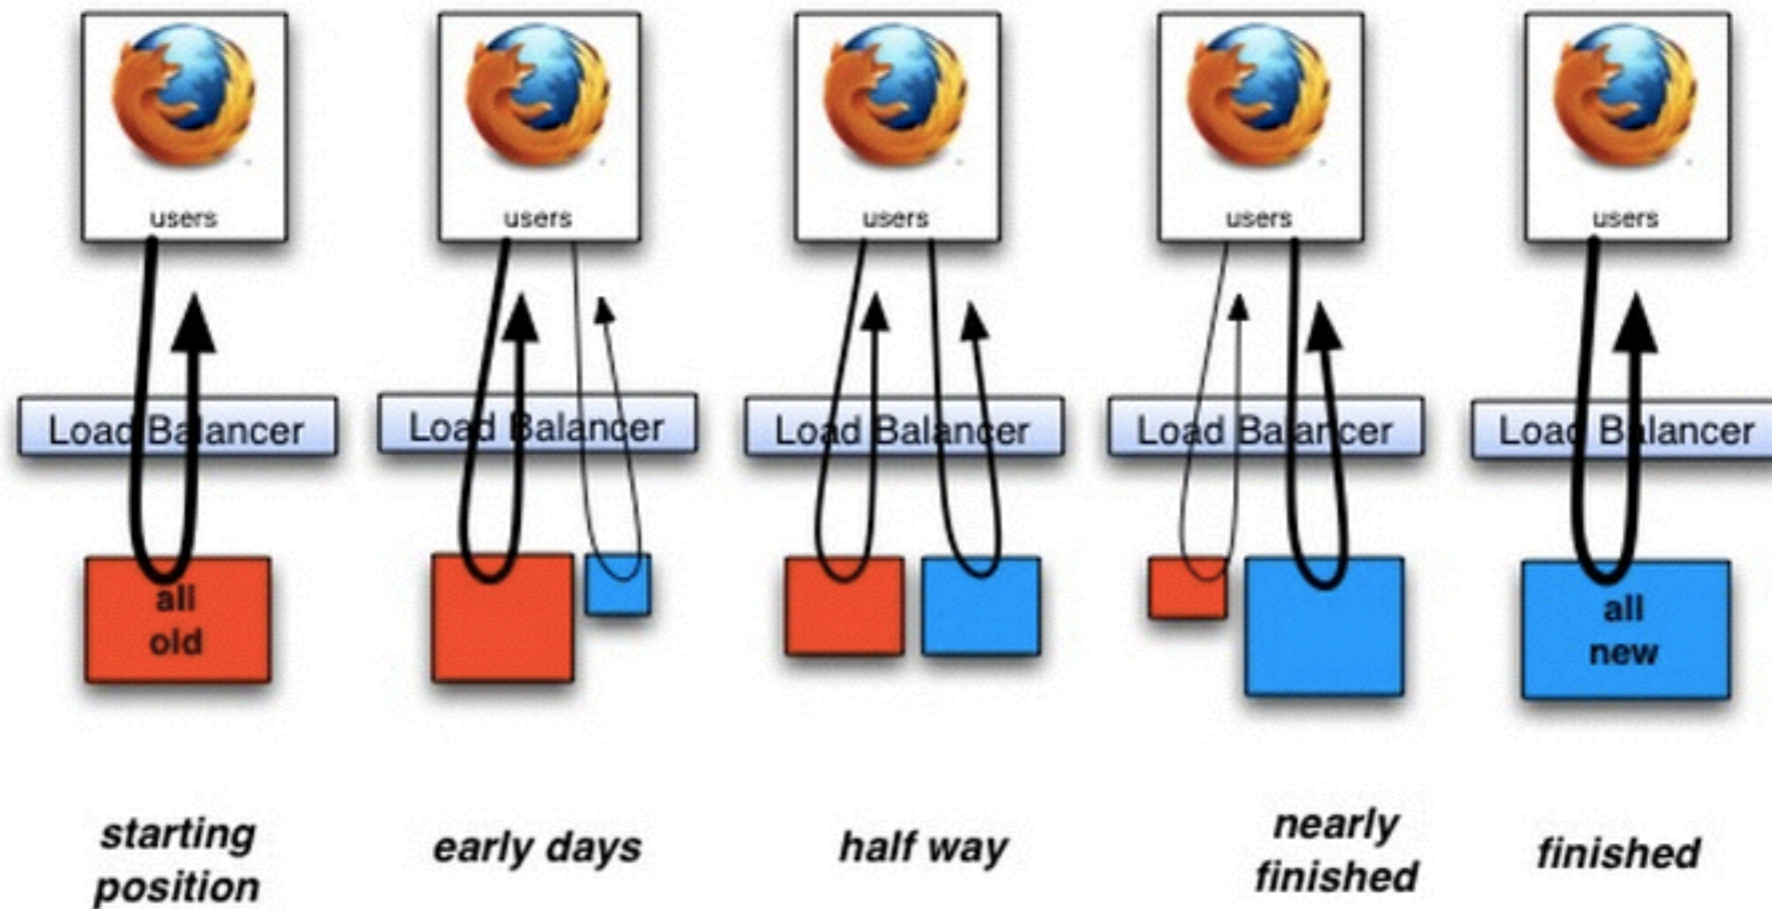 users
users
users
users
users
Load Balancer
Load Balancer
Load Balancer
Load Balancer
Load Balancer
all
old
all
new
starting
position
early days
half way
nearly
finished
finished